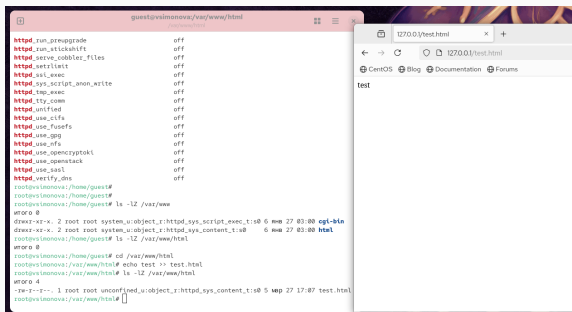 guest@vsimonova:/var/www/html
/var/www/html
httpd_run_preupgrade off
httpd_run_stickshift off
httpd_serve_cobbler_files off
httpd_setrlimit off
httpd_ssi_exec off
httpd_sys_script_anon_write off
httpd_tmp_exec off
httpd_tty_comm off
httpd_unified off
httpd_use_cifs off
httpd_use_fusefs off
httpd_use_gpg off
httpd_use_nfs off
httpd_use_opencryptoki off
httpd_use_openstack off
httpd_use_sasl off
httpd_verify_dns off
root@vsimonova:/home/guest#
root@vsimonova:/home/guest#
root@vsimonova:/home/guest# ls -lZ /var/www
итого 0
drwxr-xr-x. 2 root root system_u:object_r:httpd_sys_script_exec_t:s0 6 янв 27 03:00 cgi-bin
drwxr-xr-x. 2 root root system_u:object_r:httpd_sys_content_t:s0 6 янв 27 03:00 html
root@vsimonova:/home/guest# ls -lZ /var/www/html
итого 0
root@vsimonova:/home/guest# cd /var/www/html
root@vsimonova:/var/www/html# echo test >> test.html
root@vsimonova:/var/www/html# ls -lZ /var/www/html
итого 4
-rw-r--r--. 1 root root unconfined_u:object_r:httpd_sys_content_t:s0 5 мар 27 17:07 test.html
root@vsimonova:/var/www/html#
127.0.0.1/test.html
127.0.0.1/test.html
CentOS Blog Documentation Forums
test